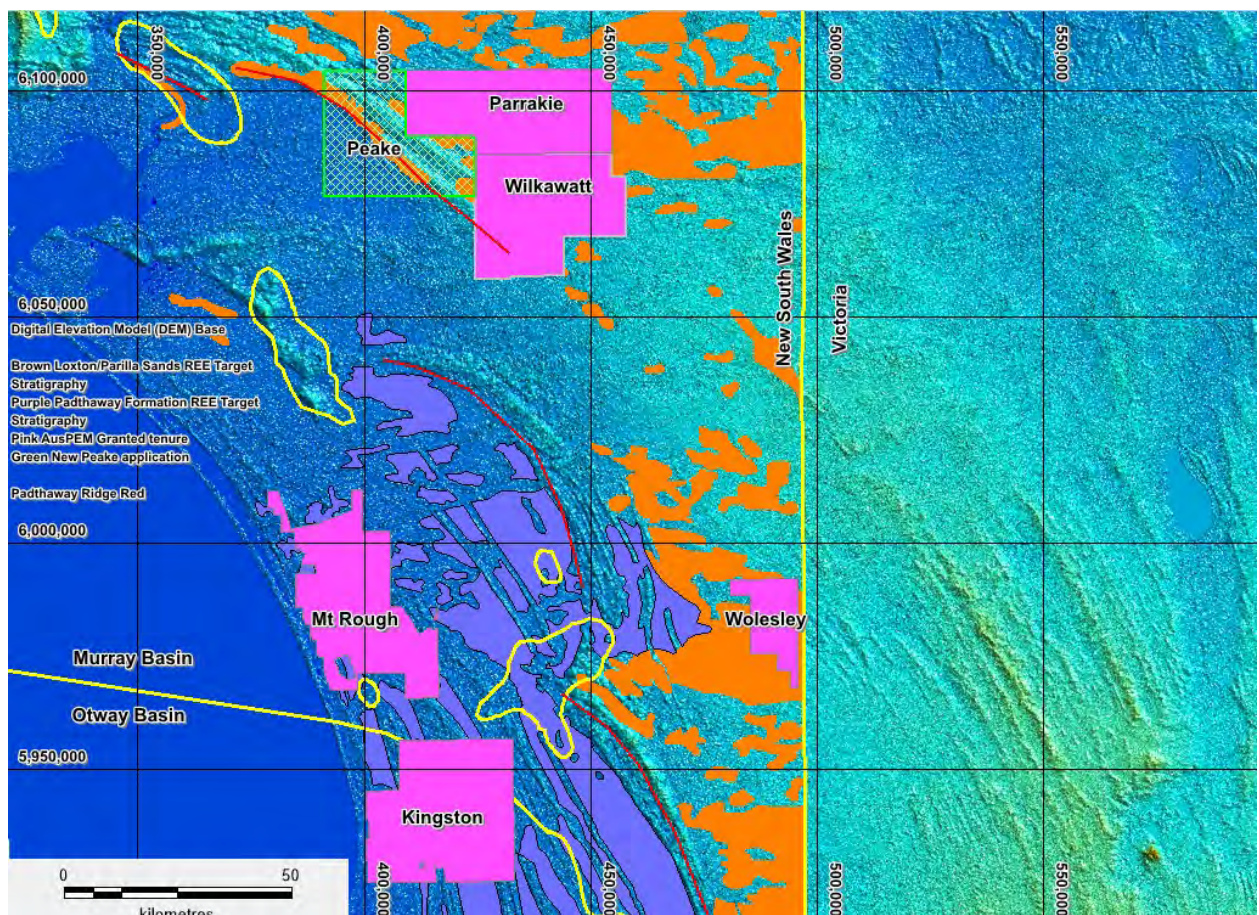 350,000
400,000
450,000
500,000
550,000
6,100,000
Parrakie
Peake
Wilkawatt
New South Wales
Victoria
6,050,000
Digital Elevation Model (DEM) Base
Brown Loxton/Parilla Sands REE Target
Stratigraphy
Purple Padthaway Formation REE Target
Stratigraphy
Pink AusPEM Granted tenure
Green New Peake application
Padthaway Ridge Red
6,000,000
Mt Rough
Wolesley
Murray Basin
Otway Basin
5,950,000
Kingston
0 50
kilometres
400,000
450,000
500,000
550,000